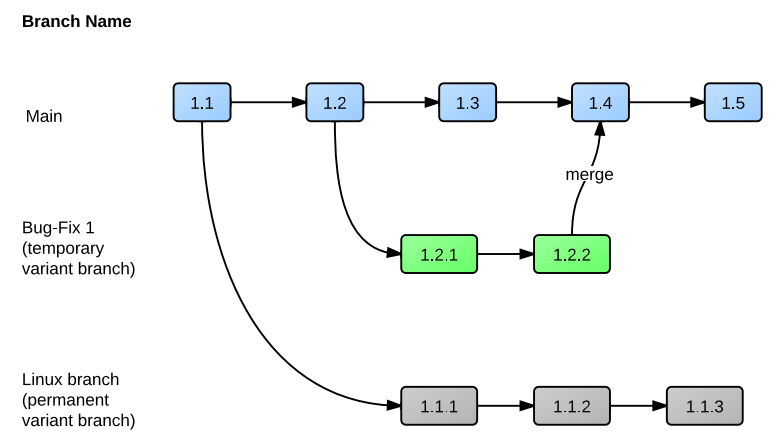 Branch Name
1.1
1.2
1.3
1.4
1.5
Main
merge
Bug-Fix 1
(temporary
variant branch)
1.2.1
1.2.2
Linux branch
(permanent
variant branch)
1.1.1
1.1.2
1.1.3